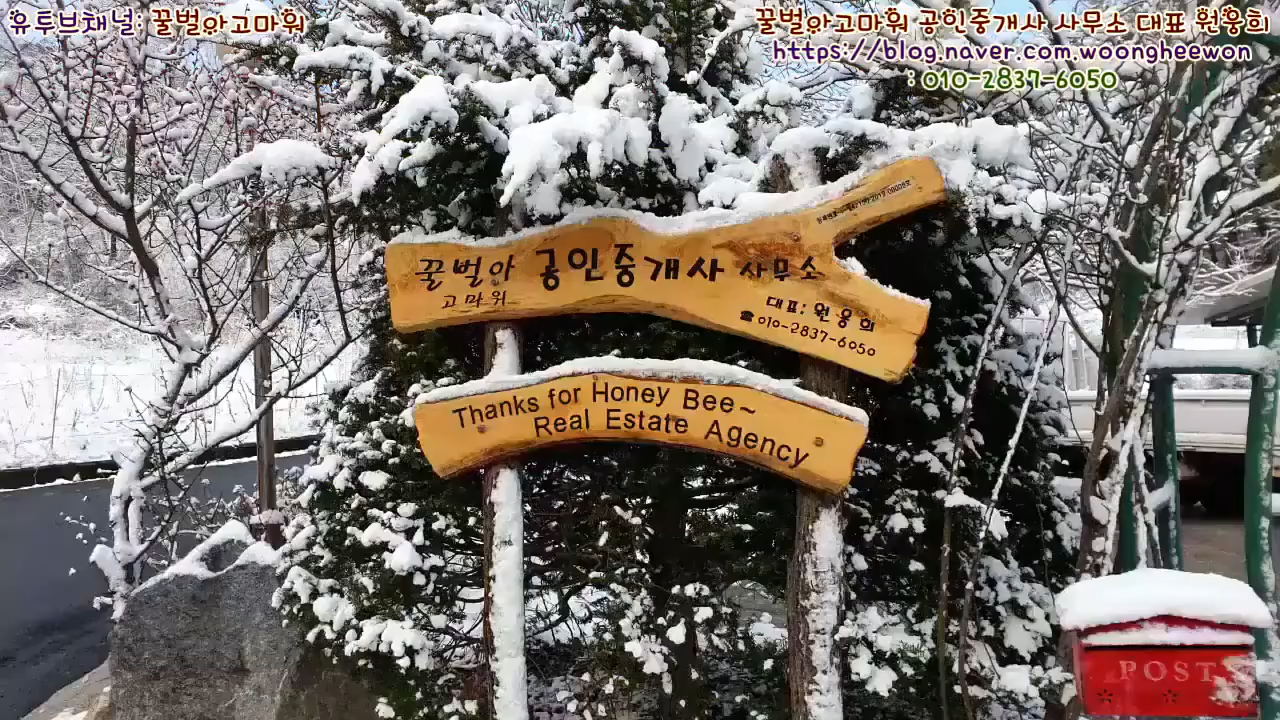 유투브채널: 꿀벌아고마워
꿀벌아고마워 공인중개사 사무소 대표 원웅희
https://blog.naver.com.woongheewon
: 010-2837-6050
꿀벌아 공인중개사 사무소
고마워
대표: 원웅희
☎010-2837-6050
Thanks for Honey Bee~
Real Estate Agency
POST